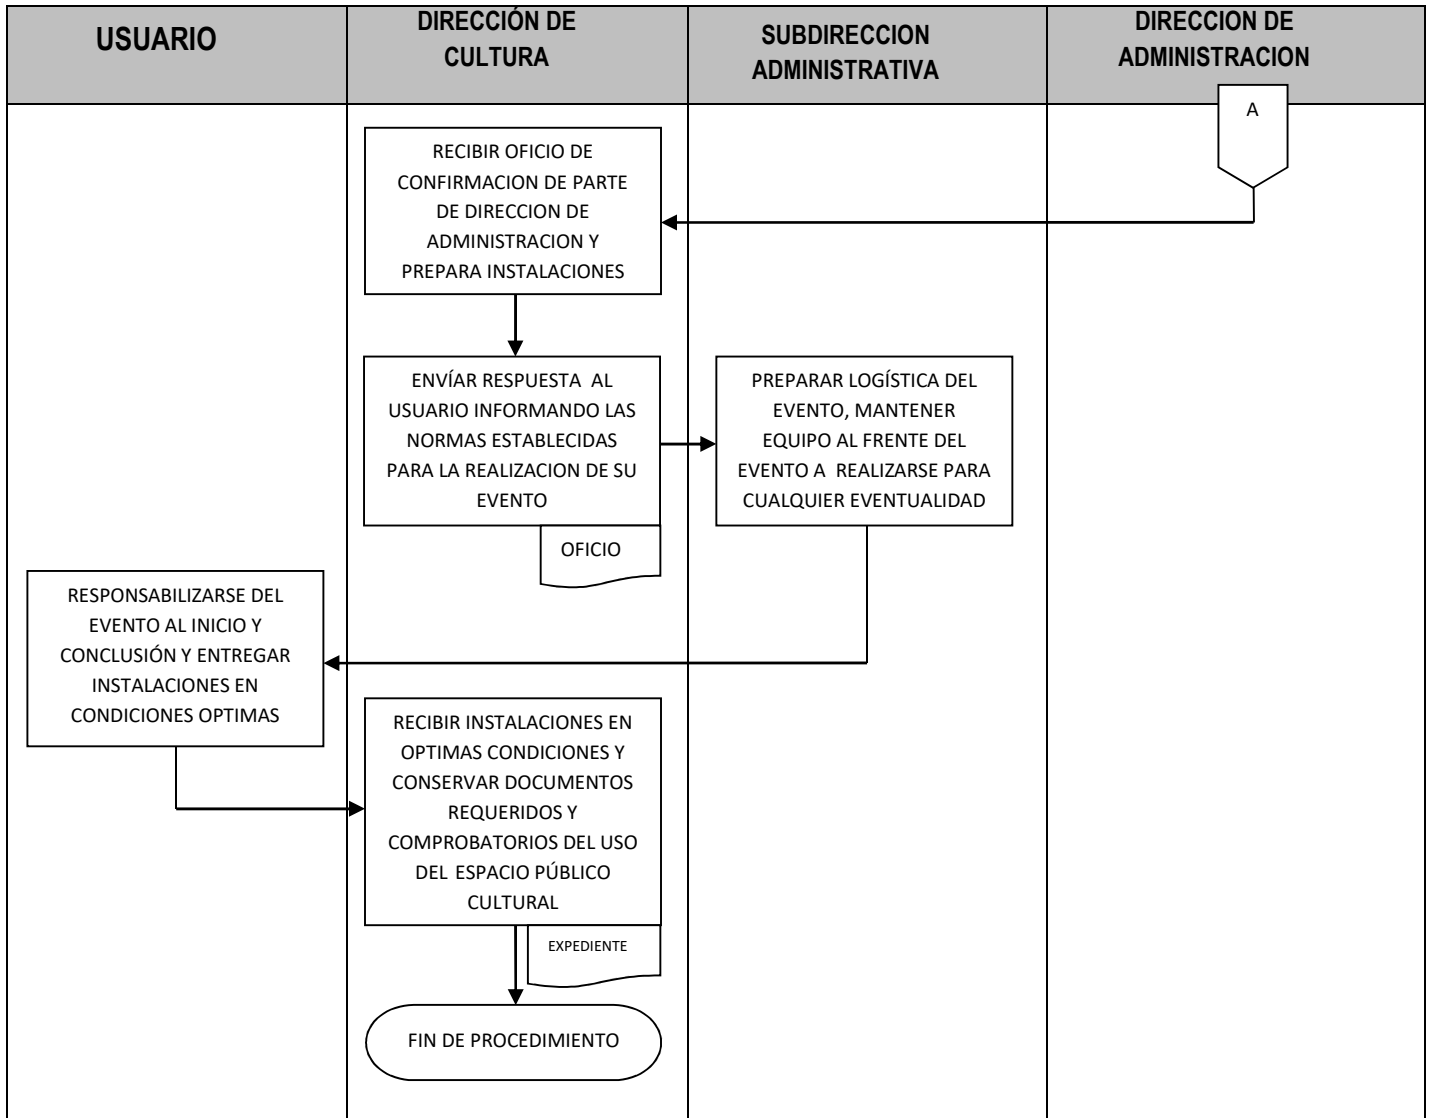 USUARIO
DIRECCIÓN DE
CULTURA
SUBDIRECCION
ADMINISTRATIVA
DIRECCION DE
ADMINISTRACION
A
RECIBIR OFICIO DE
CONFIRMACION DE PARTE
DE DIRECCION DE
ADMINISTRACION Y
PREPARA INSTALACIONES
ENVÍAR RESPUESTA AL
USUARIO INFORMANDO LAS
NORMAS ESTABLECIDAS
PARA LA REALIZACION DE SU
EVENTO
OFICIO
PREPARAR LOGÍSTICA DEL
EVENTO, MANTENER
EQUIPO AL FRENTE DEL
EVENTO A REALIZARSE PARA
CUALQUIER EVENTUALIDAD
RESPONSABILIZARSE DEL
EVENTO AL INICIO Y
CONCLUSIÓN Y ENTREGAR
INSTALACIONES EN
CONDICIONES OPTIMAS
RECIBIR INSTALACIONES EN
OPTIMAS CONDICIONES Y
CONSERVAR DOCUMENTOS
REQUERIDOS Y
COMPROBATORIOS DEL USO
DEL ESPACIO PÚBLICO
CULTURAL
EXPEDIENTE
FIN DE PROCEDIMIENTO